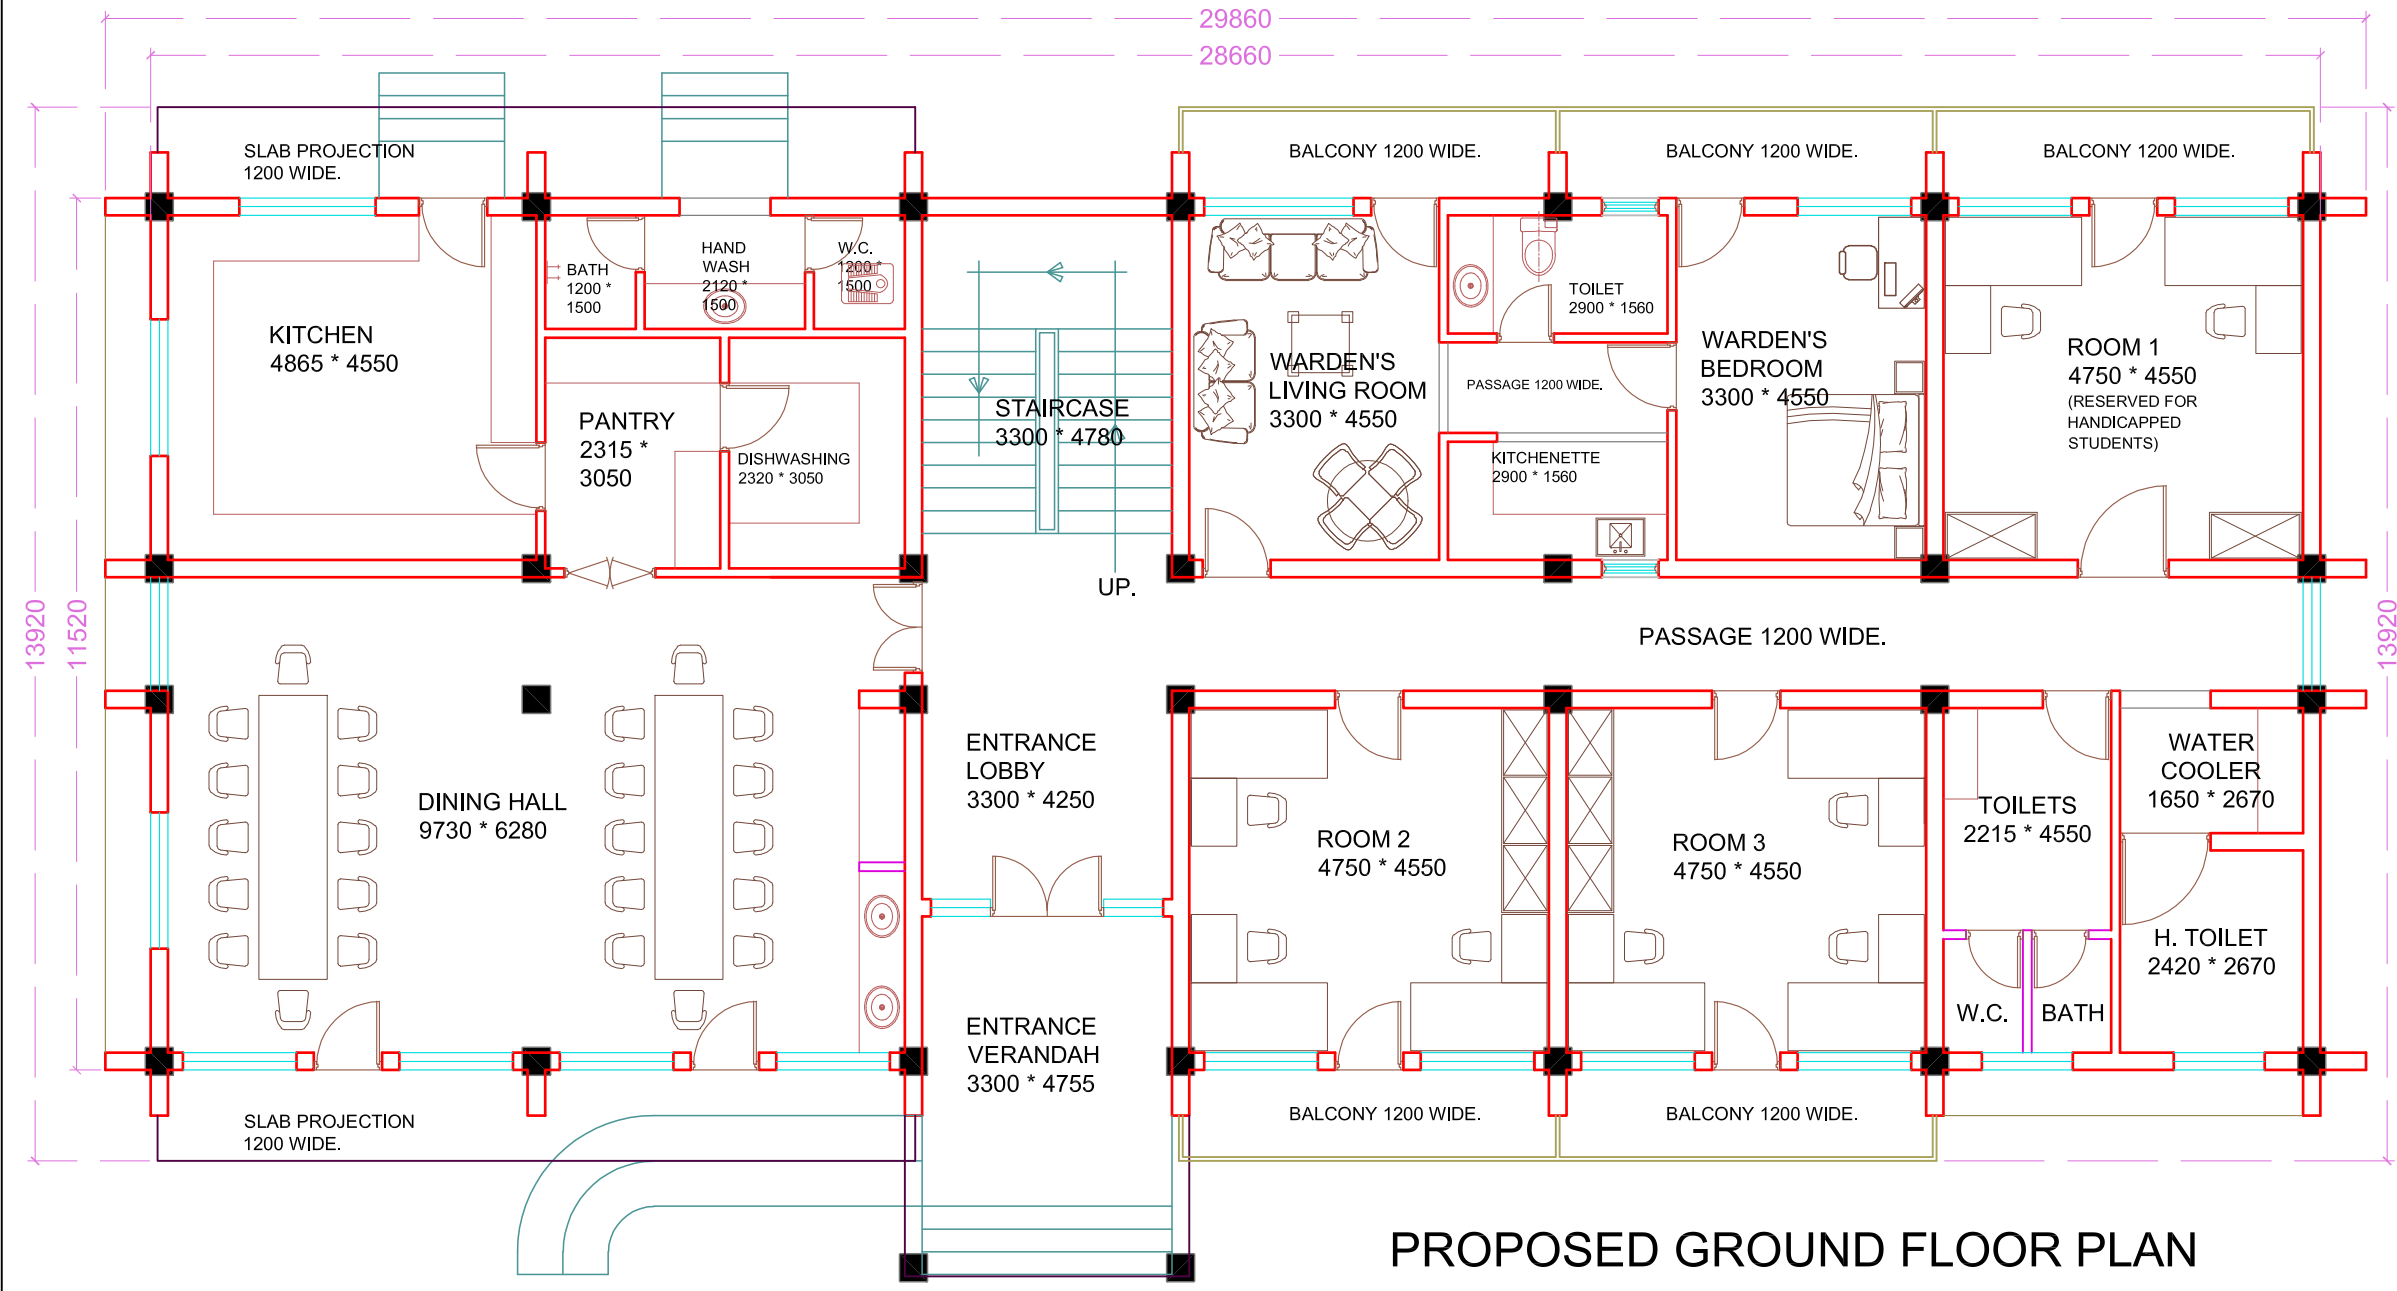 29860
28660
SLAB PROJECTION
1200 WIDE.
BALCONY 1200 WIDE.
BALCONY 1200 WIDE.
BALCONY 1200 WIDE.
KITCHEN
4865 * 4550
BATH
1200 *
1500
HAND
WASH
2120 *
1500
W.C.
1200 *
1500
PANTRY
2315 *
3050
DISHWASHING
2320 * 3050
STAIRCASE
3300 * 4780
UP.
WARDEN'S
LIVING ROOM
3300 * 4550
TOILET
2900 * 1560
PASSAGE 1200 WIDE.
KITCHENETTE
2900 * 1560
WARDEN'S
BEDROOM
3300 * 4550
ROOM 1
4750 * 4550
(RESERVED FOR
HANDICAPPED
STUDENTS)
13920
11520
PASSAGE 1200 WIDE.
13920
DINING HALL
9730 * 6280
ENTRANCE
LOBBY
3300 * 4250
ROOM 2
4750 * 4550
ROOM 3
4750 * 4550
TOILETS
2215 * 4550
WATER
COOLER
1650 * 2670
H. TOILET
2420 * 2670
W.C.
BATH
ENTRANCE
VERANDAH
3300 * 4755
SLAB PROJECTION
1200 WIDE.
BALCONY 1200 WIDE.
BALCONY 1200 WIDE.
PROPOSED GROUND FLOOR PLAN